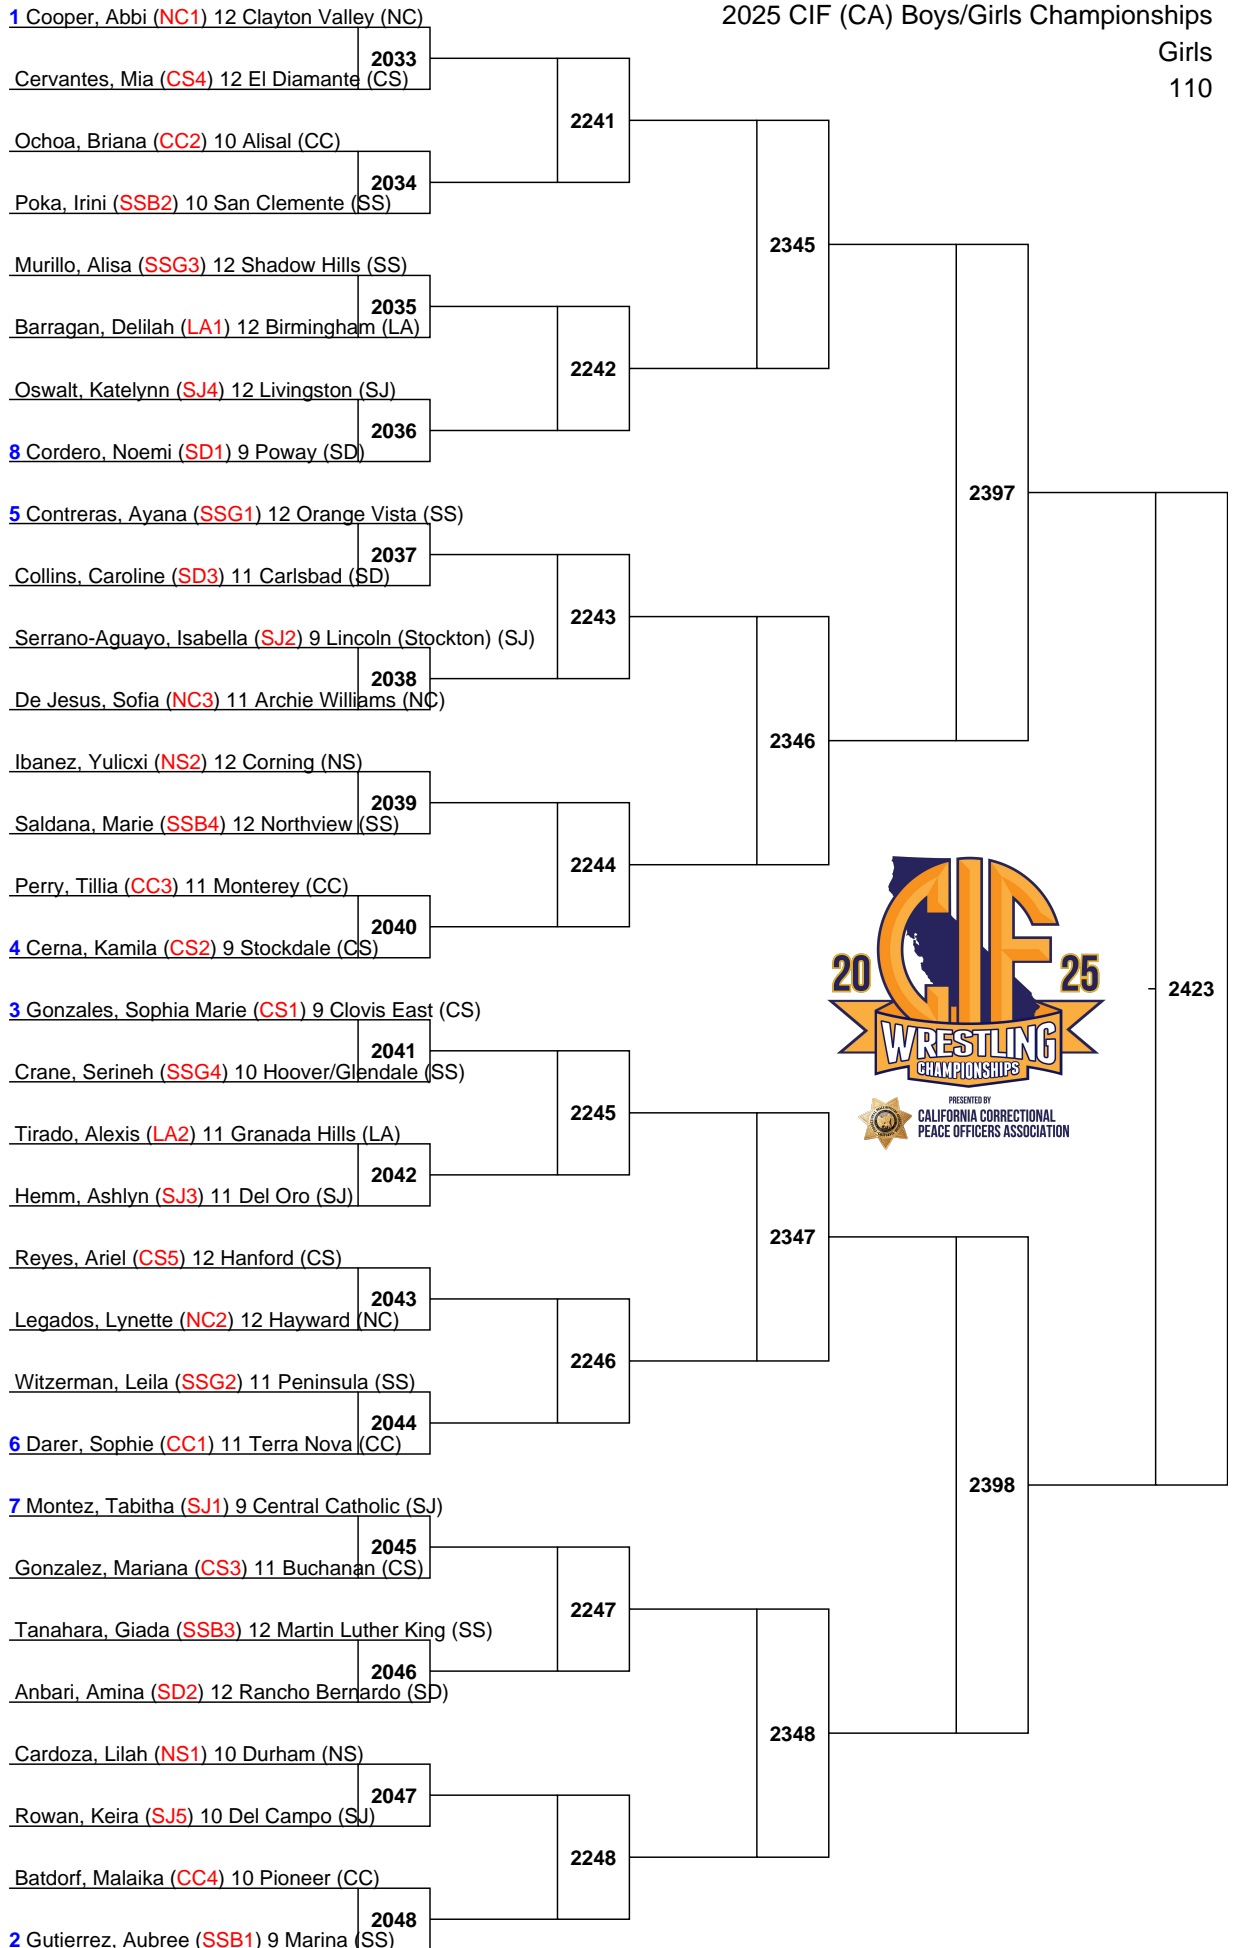 1 Cooper, Abbi (NC1) 12 Clayton Valley (NC)
2025 CIF (CA) Boys/Girls Championships
Girls
110
2033
Cervantes, Mia (CS4) 12 El Diamante (CS)
2241
Ochoa, Briana (CC2) 10 Alisal (CC)
2034
Poka, Irini (SSB2) 10 San Clemente (SS)
2345
Murillo, Alisa (SSG3) 12 Shadow Hills (SS)
2035
Barragan, Delilah (LA1) 12 Birmingham (LA)
2242
Oswalt, Katelynn (SJ4) 12 Livingston (SJ)
2036
8 Cordero, Noemi (SD1) 9 Poway (SD)
2397
5 Contreras, Ayana (SSG1) 12 Orange Vista (SS)
2037
Collins, Caroline (SD3) 11 Carlsbad (SD)
2243
Serrano-Aguayo, Isabella (SJ2) 9 Lincoln (Stockton) (SJ)
2038
De Jesus, Sofia (NC3) 11 Archie Williams (NC)
2346
Ibanez, Yulicxi (NS2) 12 Corning (NS)
2039
Saldana, Marie (SSB4) 12 Northview (SS)
2244
Perry, Tillia (CC3) 11 Monterey (CC)
2040
4 Cerna, Kamila (CS2) 9 Stockdale (CS)
CIF
20 25
WRESTLING
CHAMPIONSHIPS
PRESENTED BY
CALIFORNIA CORRECTIONAL
PEACE OFFICERS ASSOCIATION
2423
3 Gonzales, Sophia Marie (CS1) 9 Clovis East (CS)
2041
Crane, Serineh (SSG4) 10 Hoover/Glendale (SS)
2245
Tirado, Alexis (LA2) 11 Granada Hills (LA)
2042
Hemm, Ashlyn (SJ3) 11 Del Oro (SJ)
2347
Reyes, Ariel (CS5) 12 Hanford (CS)
2043
Legados, Lynette (NC2) 12 Hayward (NC)
2246
Witzerman, Leila (SSG2) 11 Peninsula (SS)
2044
6 Darer, Sophie (CC1) 11 Terra Nova (CC)
2398
7 Montez, Tabitha (SJ1) 9 Central Catholic (SJ)
2045
Gonzalez, Mariana (CS3) 11 Buchanan (CS)
2247
Tanahara, Giada (SSB3) 12 Martin Luther King (SS)
2046
Anbari, Amina (SD2) 12 Rancho Bernardo (SD)
2348
Cardoza, Lilah (NS1) 10 Durham (NS)
2047
Rowan, Keira (SJ5) 10 Del Campo (SJ)
2248
Batdorf, Malaika (CC4) 10 Pioneer (CC)
2048
2 Gutierrez, Aubree (SSB1) 9 Marina (SS)